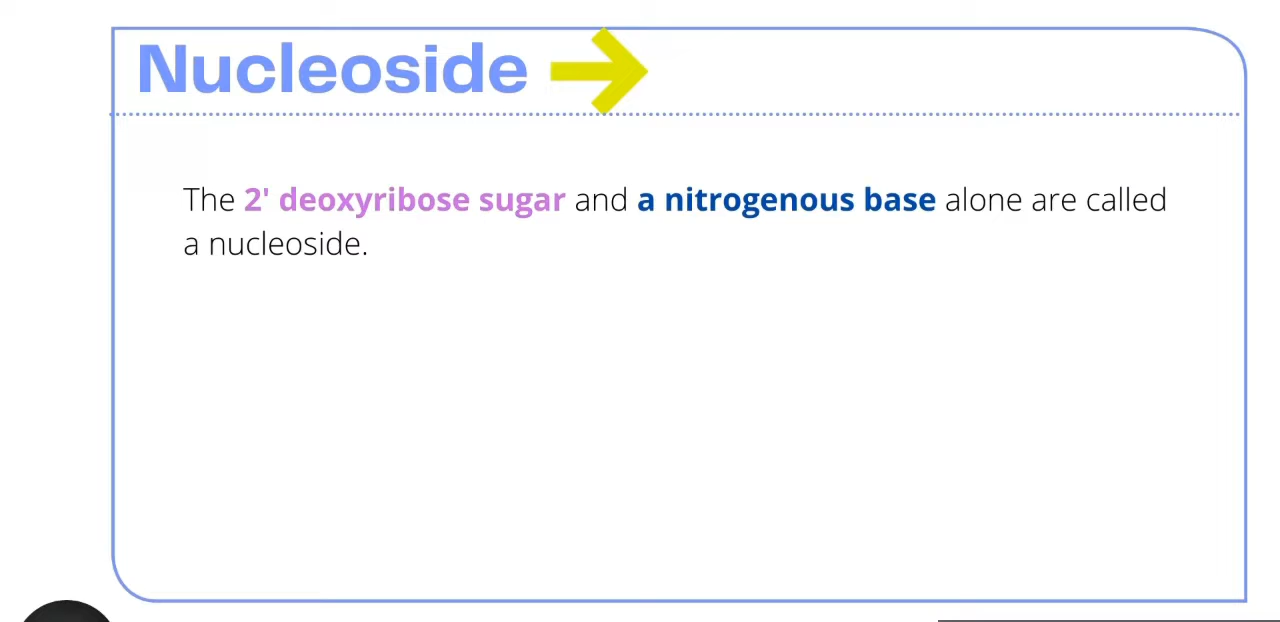 Nucleoside
The 2' deoxyribose sugar and a nitrogenous base alone are called
a nucleoside.